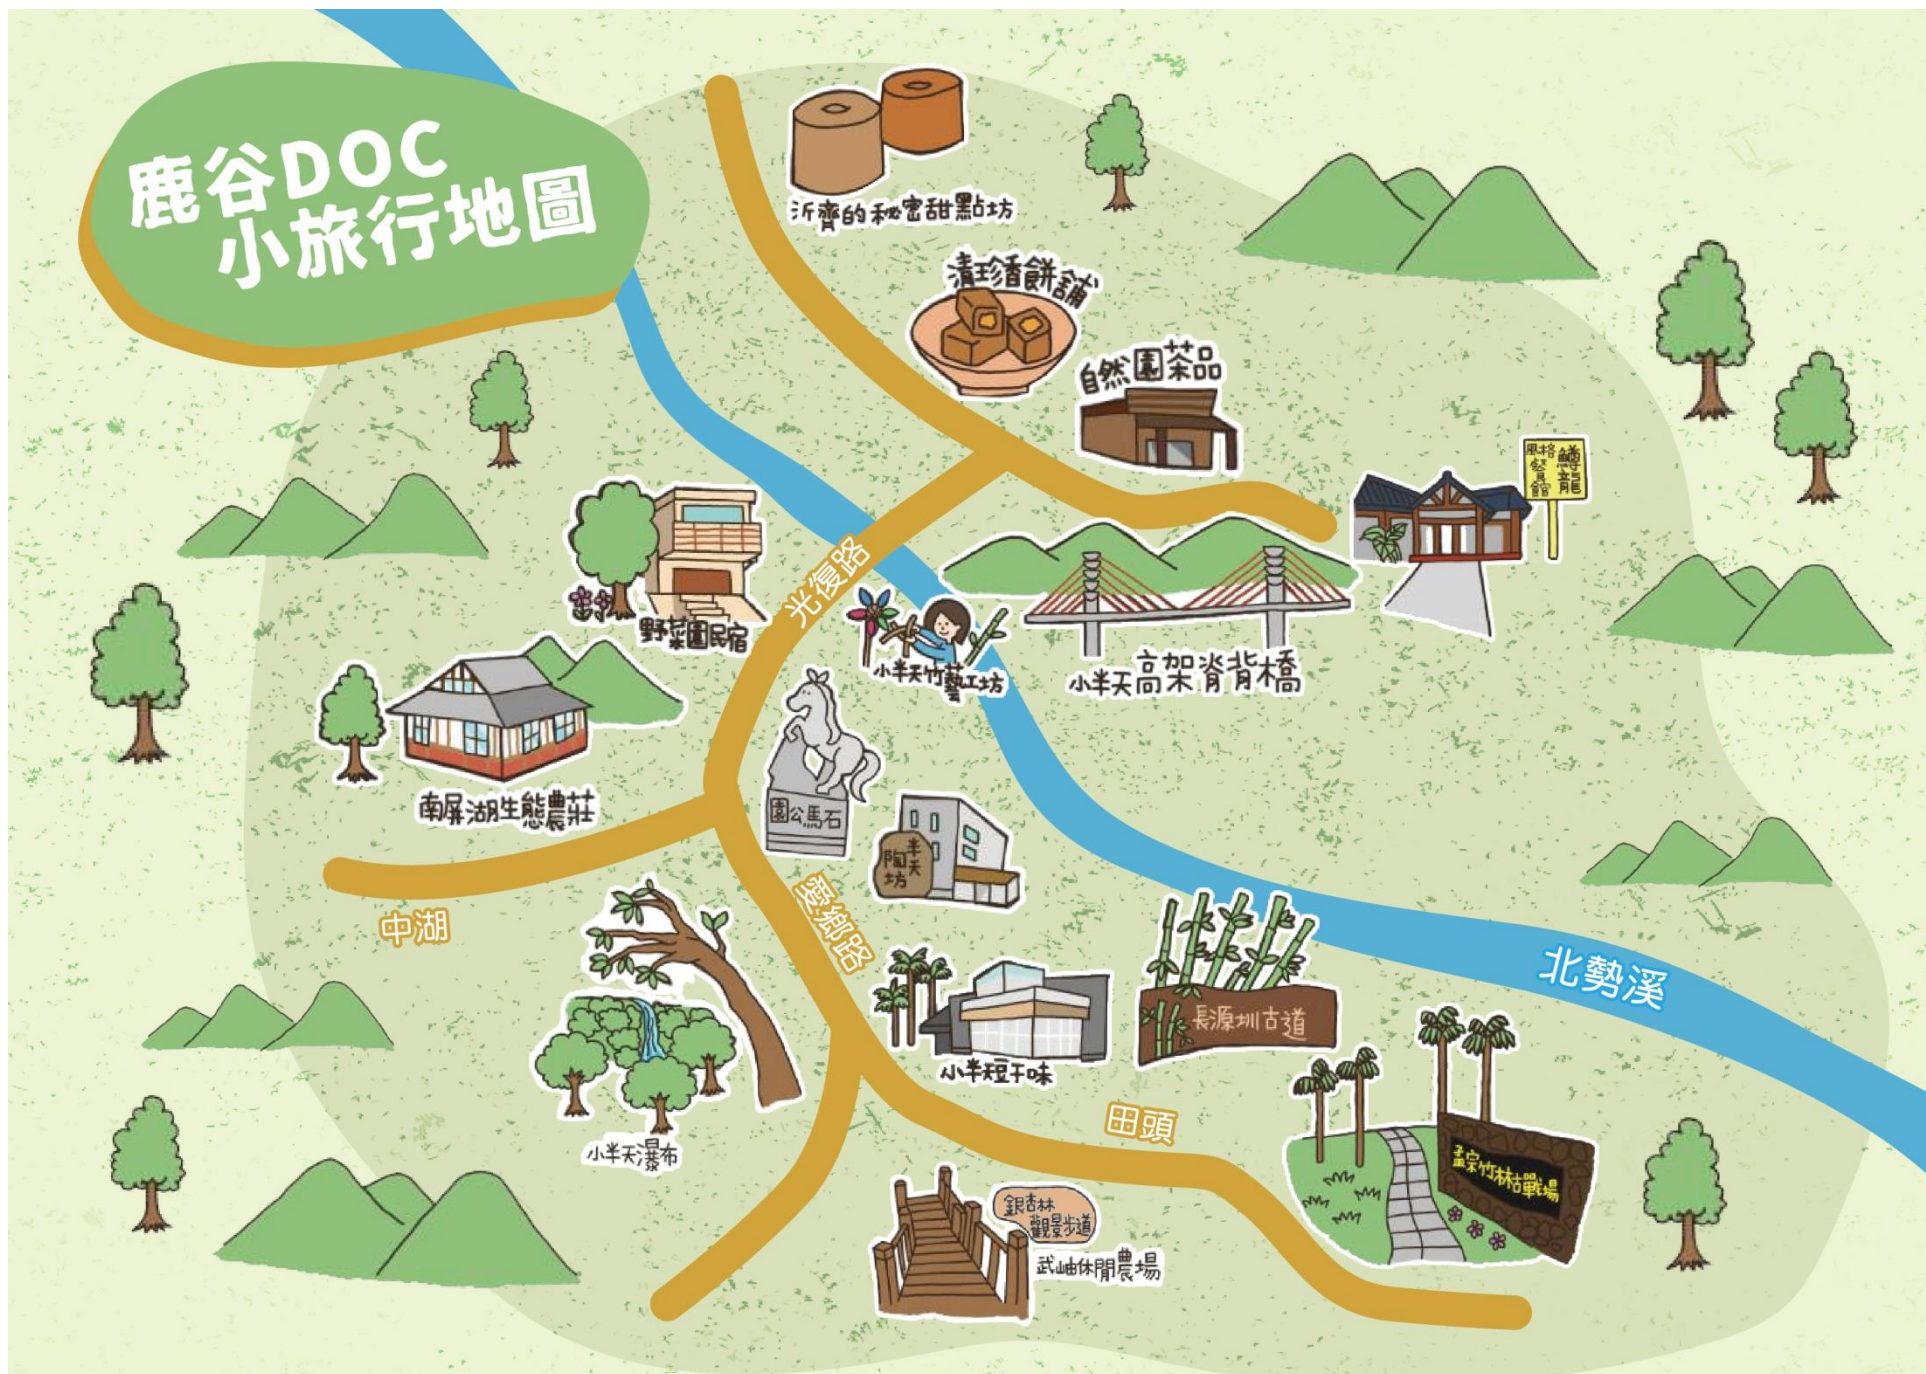 鹿谷DOC
小旅行地圖
沂齊的秘密甜點坊
清珍香餅舖
自然園茶品
風格
餐館
鱒龍
光復路
野菜園民宿
小半天竹藝工坊
小半天高架脊背橋
南屏湖生態農莊
園公馬石
半天
陶坊
中湖
愛鄉路
北勢溪
長源圳古道
小半天豆干味
田頭
小半天瀑布
孟宗竹林古戰場
銀杏林
觀景步道
武岫休閒農場